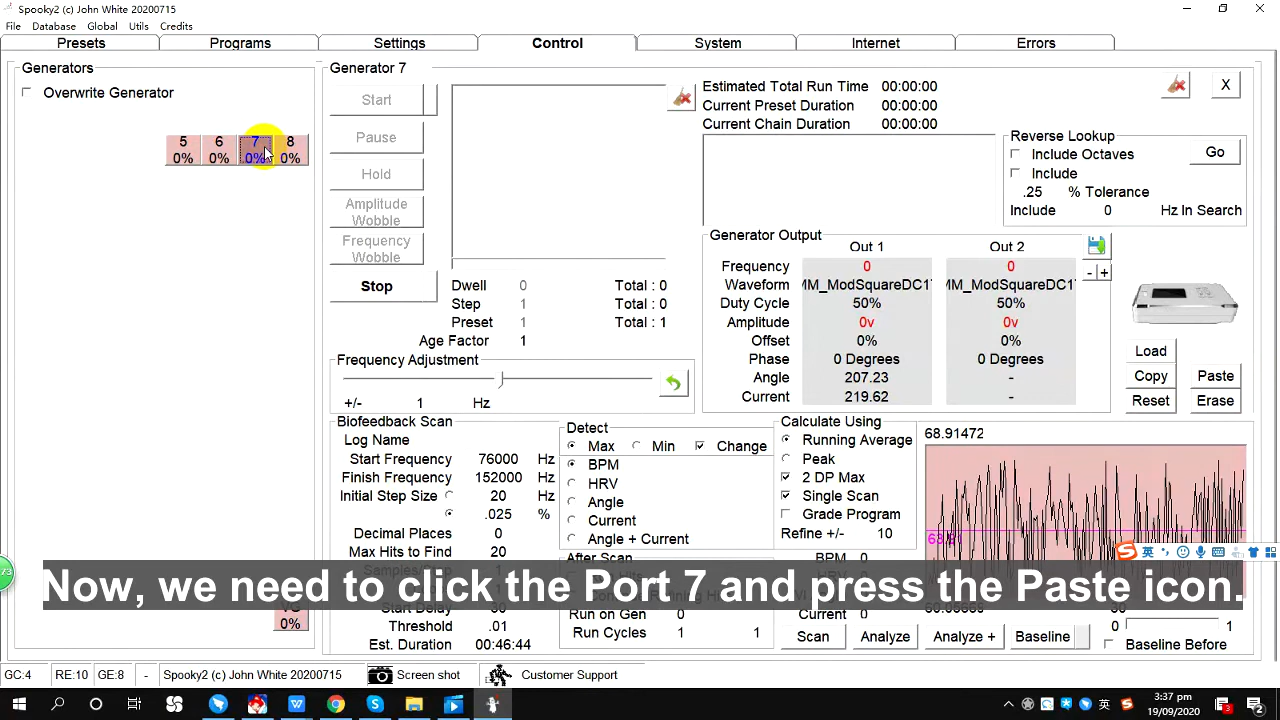 Spooky2 (c) John White 20200715
File Database Global Utils Credits
Presets Programs Settings Control System Internet Errors
Generators
Overwrite Generator
5 6 7 8
0% 0% 0% 0%
0%
Generator 7
Start
Pause
Hold
Amplitude
Wobble
Frequency
Wobble
Stop
Dwell 0 Total : 0
Step 1 Total : 0
Preset 1 Total : 1
Age Factor 1
Frequency Adjustment
+/- 1 Hz
Estimated Total Run Time 00:00:00
Current Preset Duration 00:00:00
Current Chain Duration 00:00:00
X
Reverse Lookup
Include Octaves Go
Include
.25 % Tolerance
Include 0 Hz In Search
Generator Output
Out 1 Out 2
Frequency 0 0
Waveform MM_ModSquareDC1 MM_ModSquareDC1
Duty Cycle 50% 50%
Amplitude 0v 0v
Offset 0% 0%
Phase 0 Degrees 0 Degrees
Angle 207.23 -
Current 219.62 -
- +
Load
Copy Paste
Reset Erase
Biofeedback Scan
Log Name
Start Frequency 76000 Hz
Finish Frequency 152000 Hz
Initial Step Size 20 Hz
.025 %
Decimal Places 0
Max Hits to Find 20
Threshold .01
Est. Duration 00:46:44
Detect
Max Min Change
BPM
HRV
Angle
Current
Angle + Current
After Scan
Run on Gen 0
Run Cycles 1 1
Calculate Using
Running Average
Peak
2 DP Max
Single Scan
Grade Program
Refine +/- 10
BPM 0
Current 0
Scan Analyze Analyze + Baseline
68.91472
30
0 1
Baseline Before
Now, we need to click the Port 7 and press the Paste icon.
73
英
GC:4 RE:10 GE:8 - Spooky2 (c) John White 20200715 Screen shot Customer Support
英
3:37 pm
19/09/2020
3
2